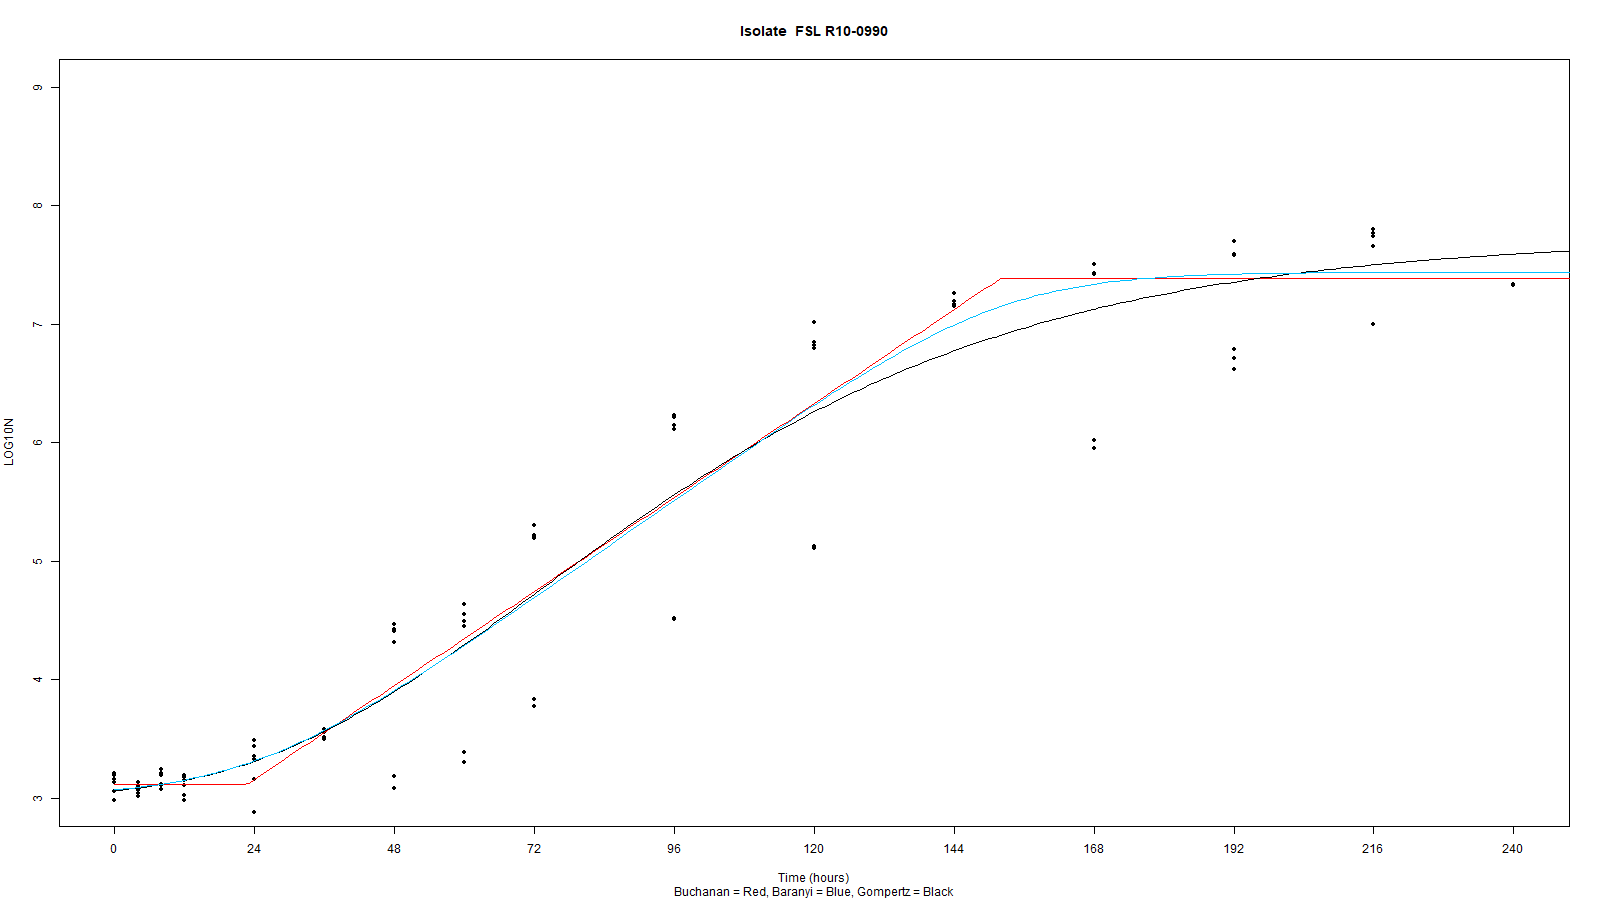 Isolate  FSL R10-0990
9
8
7
6
5
4
3
LOG10N
0 24 48 72 96 120 144 168 192 216 240
Time (hours)
Buchanan = Red, Baranyi = Blue, Gompertz = Black